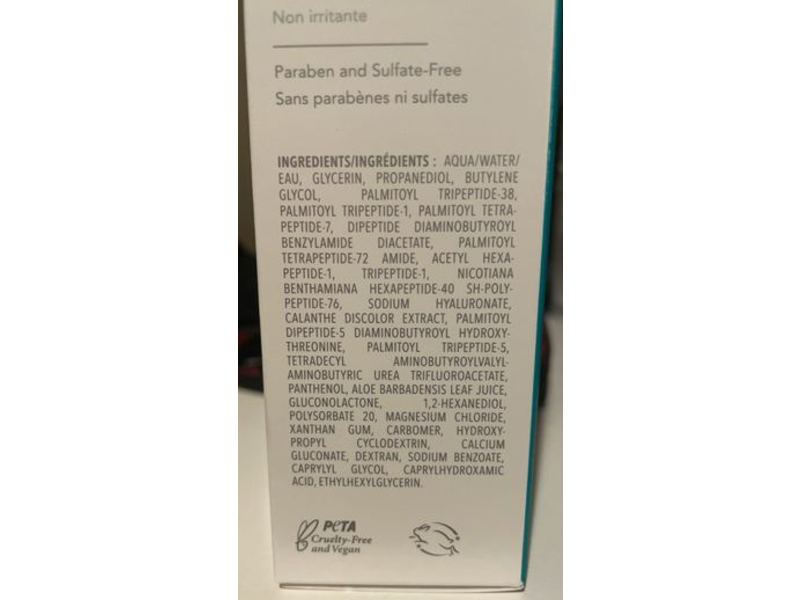 Non irritante
Paraben and Sulfate-Free
Sans parabènes ni sulfates
INGREDIENTS/INGRÉDIENTS : AQUA/WATER/
EAU, GLYCERIN, PROPANEDIOL, BUTYLENE
GLYCOL, PALMITOYL TRIPEPTIDE-38,
PALMITOYL TRIPEPTIDE-1, PALMITOYL TETRA-
PEPTIDE-7, DIPEPTIDE DIAMINOBUTYROYL
BENZYLAMIDE DIACETATE, PALMITOYL
TETRAPEPTIDE-72 AMIDE, ACETYL HEXA-
PEPTIDE-1, TRIPEPTIDE-1, NICOTIANA
BENTHAMIANA HEXAPEPTIDE-40 SH-POLY-
PEPTIDE-76, SODIUM HYALURONATE,
CALANTHE DISCOLOR EXTRACT, PALMITOYL
DIPEPTIDE-5 DIAMINOBUTYROYL HYDROXY-
THREONINE, PALMITOYL TRIPEPTIDE-5,
TETRADECYL AMINOBUTYROYLVALYL-
AMINOBUTYRIC UREA TRIFLUOROACETATE,
PANTHENOL, ALOE BARBADENSIS LEAF JUICE,
GLUCONOLACTONE, 1,2-HEXANEDIOL,
POLYSORBATE 20, MAGNESIUM CHLORIDE,
XANTHAN GUM, CARBOMER, HYDROXY-
PROPYL CYCLODEXTRIN, CALCIUM
GLUCONATE, DEXTRAN, SODIUM BENZOATE,
CAPRYLYL GLYCOL, CAPRYLHYDROXAMIC
ACID, ETHYLHEXYLGLYCERIN.
PETA
Cruelty-Free
and Vegan